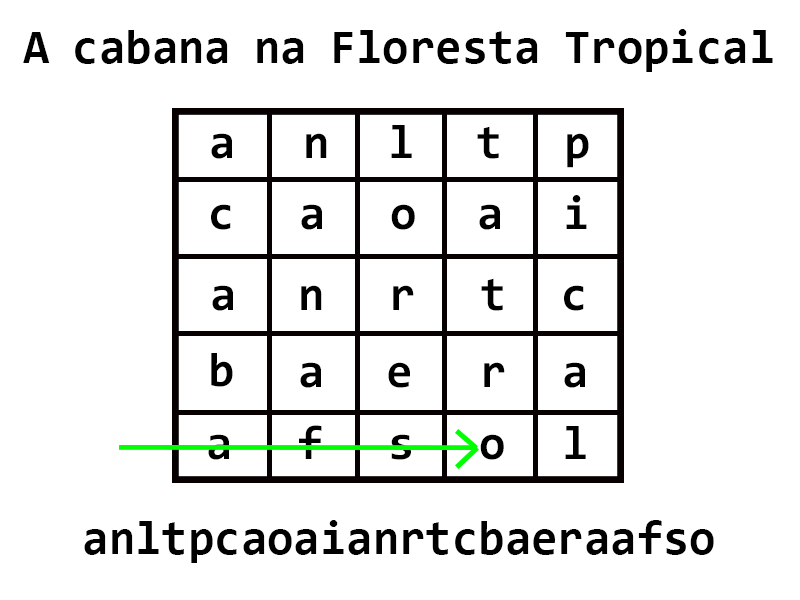 A cabana na Floresta Tropical
a n l t p
c a o a i
a n r t c
b a e r a
a f s o l
anltpcaoaianrtcbaeraafso